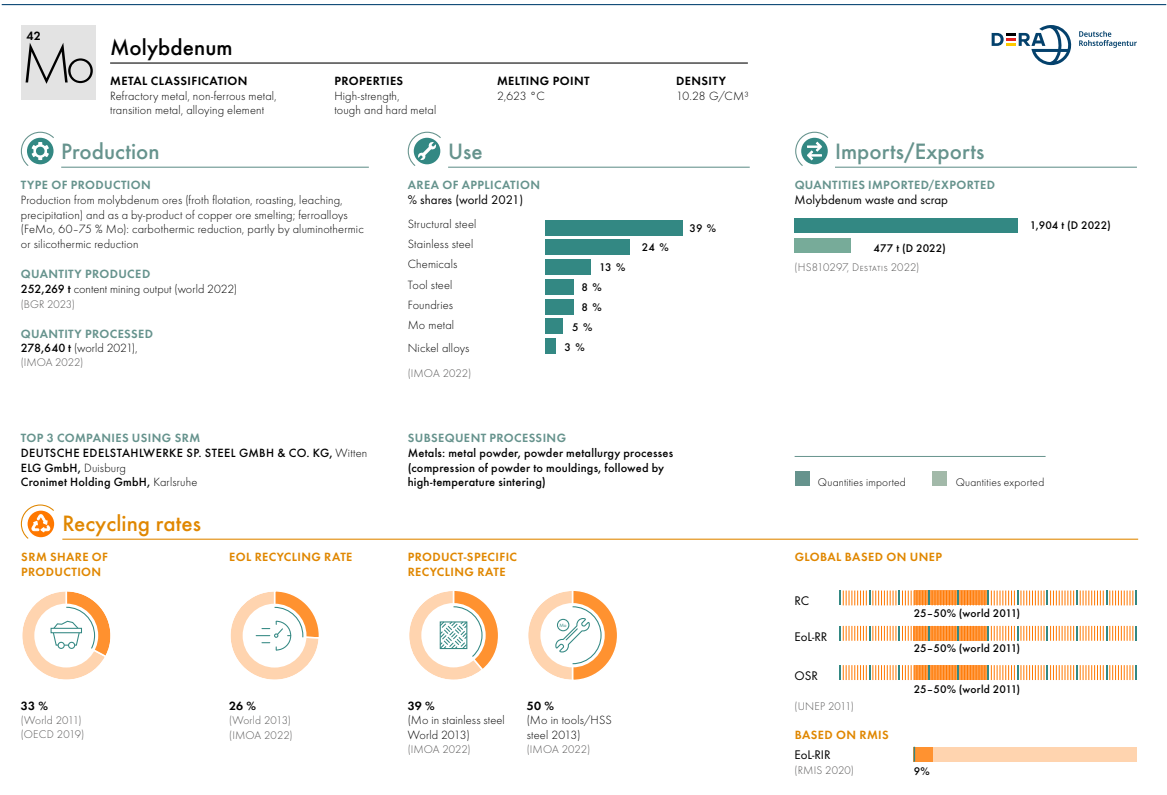 42
Mo
Molybdenum
DERA Deutsche
Rohstoffagentur
METAL CLASSIFICATION
Refractory metal, non-ferrous metal,
transition metal, alloying element
PROPERTIES
High-strength,
tough and hard metal
MELTING POINT
2,623 °C
DENSITY
10.28 G/CM³
Production
TYPE OF PRODUCTION
Production from molybdenum ores (froth flotation, roasting, leaching,
precipitation) and as a by-product of copper ore smelting; ferroalloys
(FeMo, 60–75 % Mo): carbothermic reduction, partly by aluminothermic
or silicothermic reduction
QUANTITY PRODUCED
252,269 t content mining output (world 2022)
(BGR 2023)
QUANTITY PROCESSED
278,640 t (world 2021),
(IMOA 2022)
TOP 3 COMPANIES USING SRM
DEUTSCHE EDELSTAHLWERKE SP. STEEL GMBH & CO. KG, Witten
ELG GmbH, Duisburg
Cronimet Holding GmbH, Karlsruhe
Use
AREA OF APPLICATION
% shares (world 2021)
Structural steel 39 %
Stainless steel 24 %
Chemicals 13 %
Tool steel 8 %
Foundries 8 %
Mo metal 5 %
Nickel alloys 3 %
(IMOA 2022)
SUBSEQUENT PROCESSING
Metals: metal powder, powder metallurgy processes
(compression of powder to mouldings, followed by
high-temperature sintering)
Imports/Exports
QUANTITIES IMPORTED/EXPORTED
Molybdenum waste and scrap
1,904 t (D 2022)
477 t (D 2022)
(HS810297, Destatis 2022)
Quantities imported Quantities exported
Recycling rates
SRM SHARE OF
PRODUCTION
33 %
(World 2011)
(OECD 2019)
EOL RECYCLING RATE
26 %
(World 2013)
(IMOA 2022)
PRODUCT-SPECIFIC
RECYCLING RATE
39 %
(Mo in stainless steel
World 2013)
(IMOA 2022)
Mo
50 %
(Mo in tools/HSS
steel 2013)
(IMOA 2022)
GLOBAL BASED ON UNEP
RC
25–50% (world 2011)
EoL-RR
25–50% (world 2011)
OSR
25–50% (world 2011)
(UNEP 2011)
BASED ON RMIS
EoL-RIR
(RMIS 2020)
9%